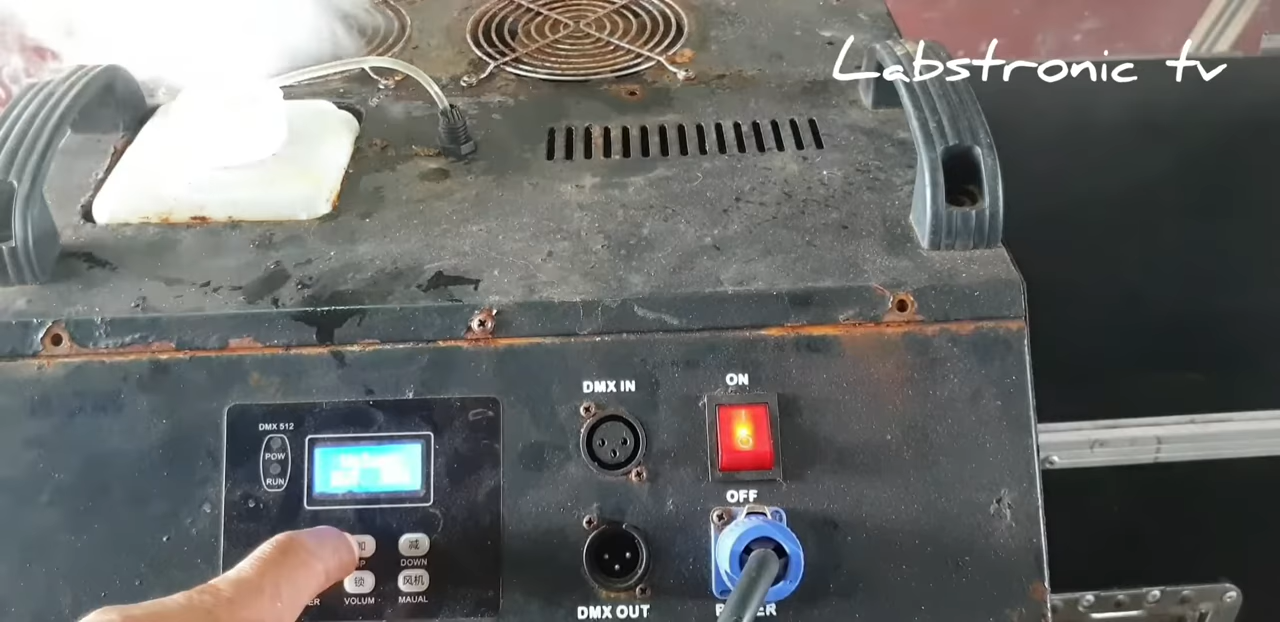 Labstronic tv
DMX IN
ON
DMX 512
POW
RUN
OFF
减
DOWN
锁
风机
VOLUM
MAUAL
DMX OUT